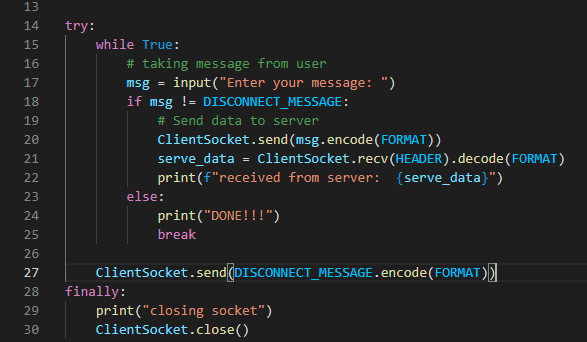 13
14 try:
15     while True:
16         # taking message from user
17         msg = input("Enter your message: ")
18         if msg != DISCONNECT_MESSAGE:
19             # Send data to server
20             ClientSocket.send(msg.encode(FORMAT))
21             serve_data = ClientSocket.recv(HEADER).decode(FORMAT)
22             print(f"received from server:  {serve_data}")
23         else:
24             print("DONE!!!")
25             break
26
27     ClientSocket.send(DISCONNECT_MESSAGE.encode(FORMAT))
28 finally:
29     print("closing socket")
30     ClientSocket.close()